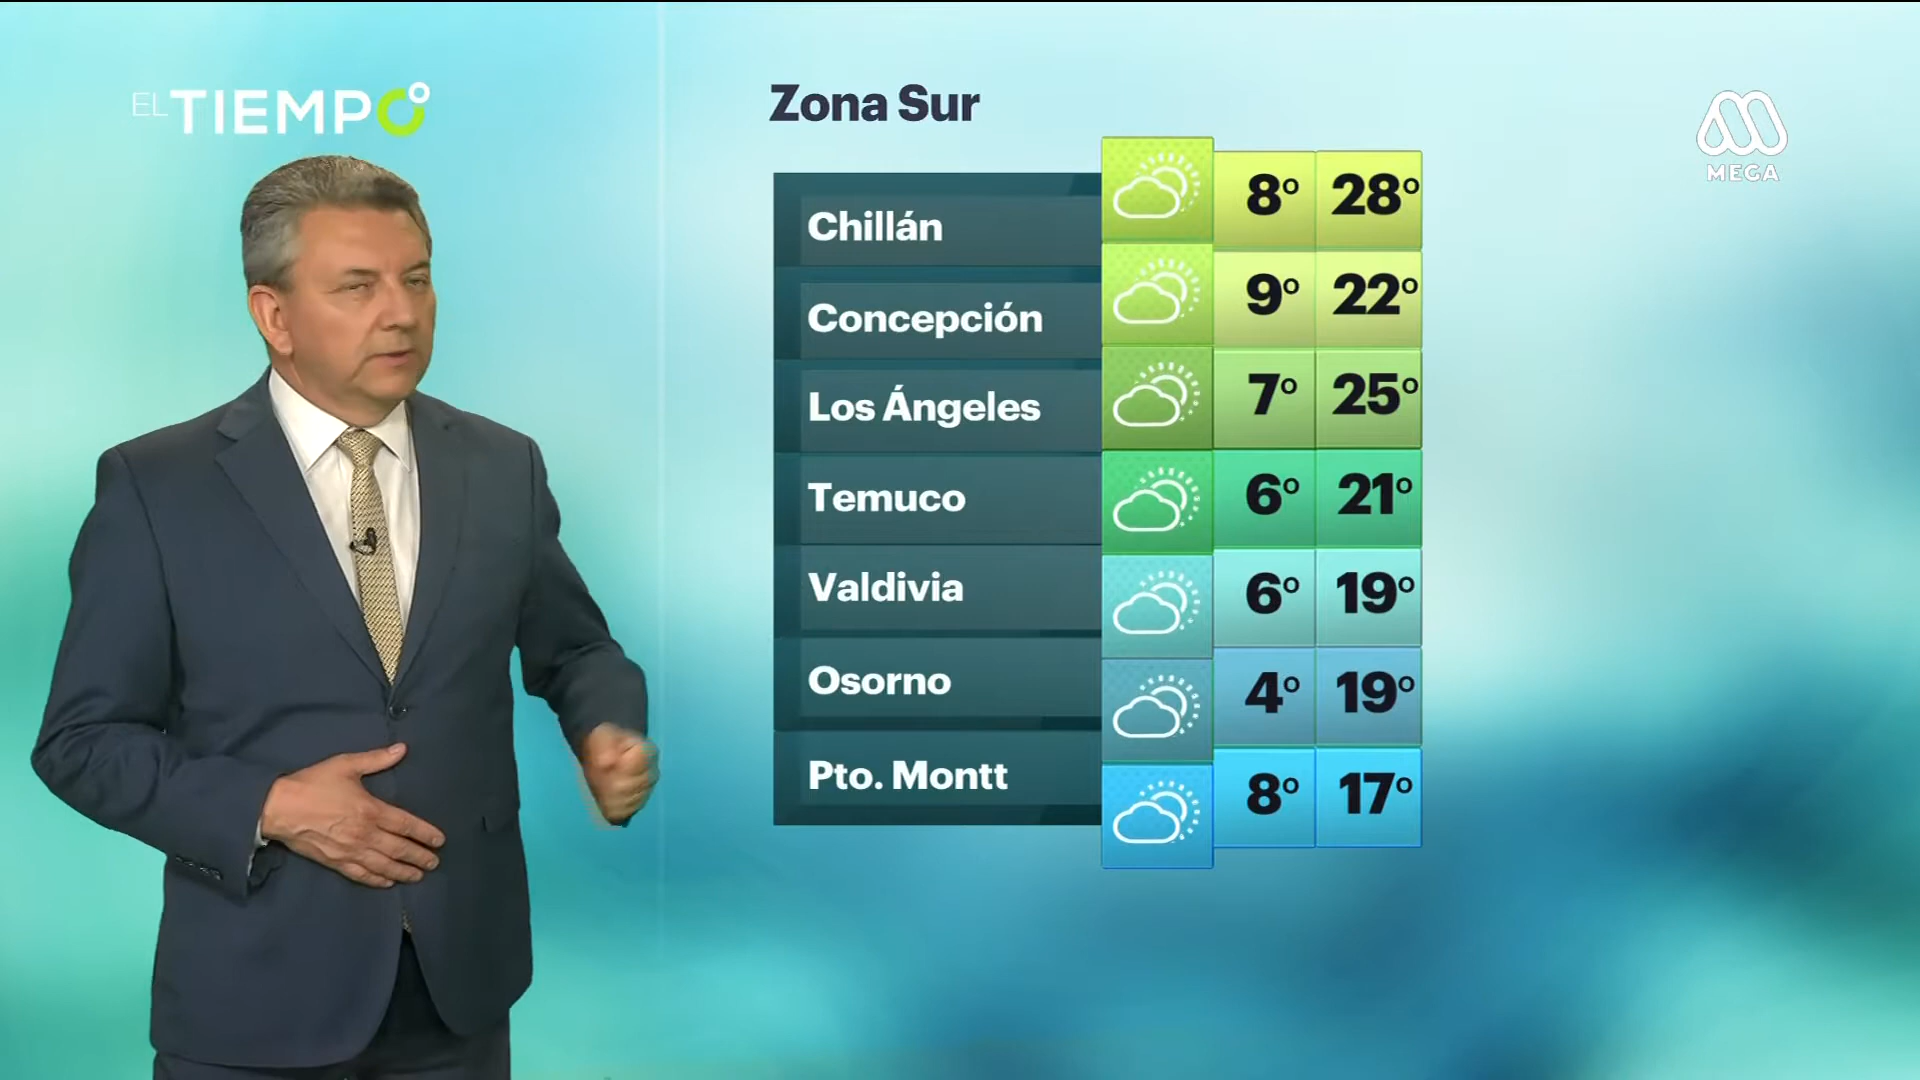 EL TIEMPO
Zona Sur
MEGA
Chillán 8° 28°
Concepción 9° 22°
Los Ángeles 7° 25°
Temuco 6° 21°
Valdivia 6° 19°
Osorno 4° 19°
Pto. Montt 8° 17°